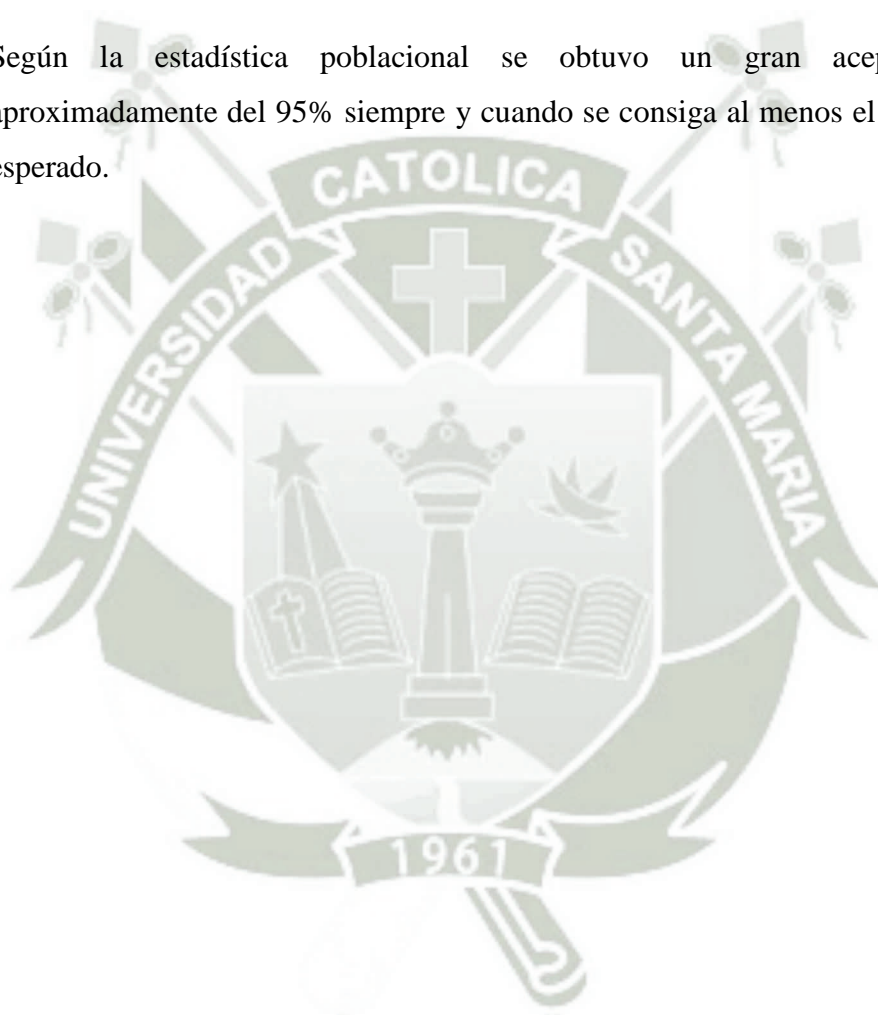 Según la estadística poblacional se obtuvo un gran
aproximadamente del 95% siempre y cuando se consiga al menos el
esperado.
CATOLICA
UNIVERSIDAD
SANTA MARIA
1961